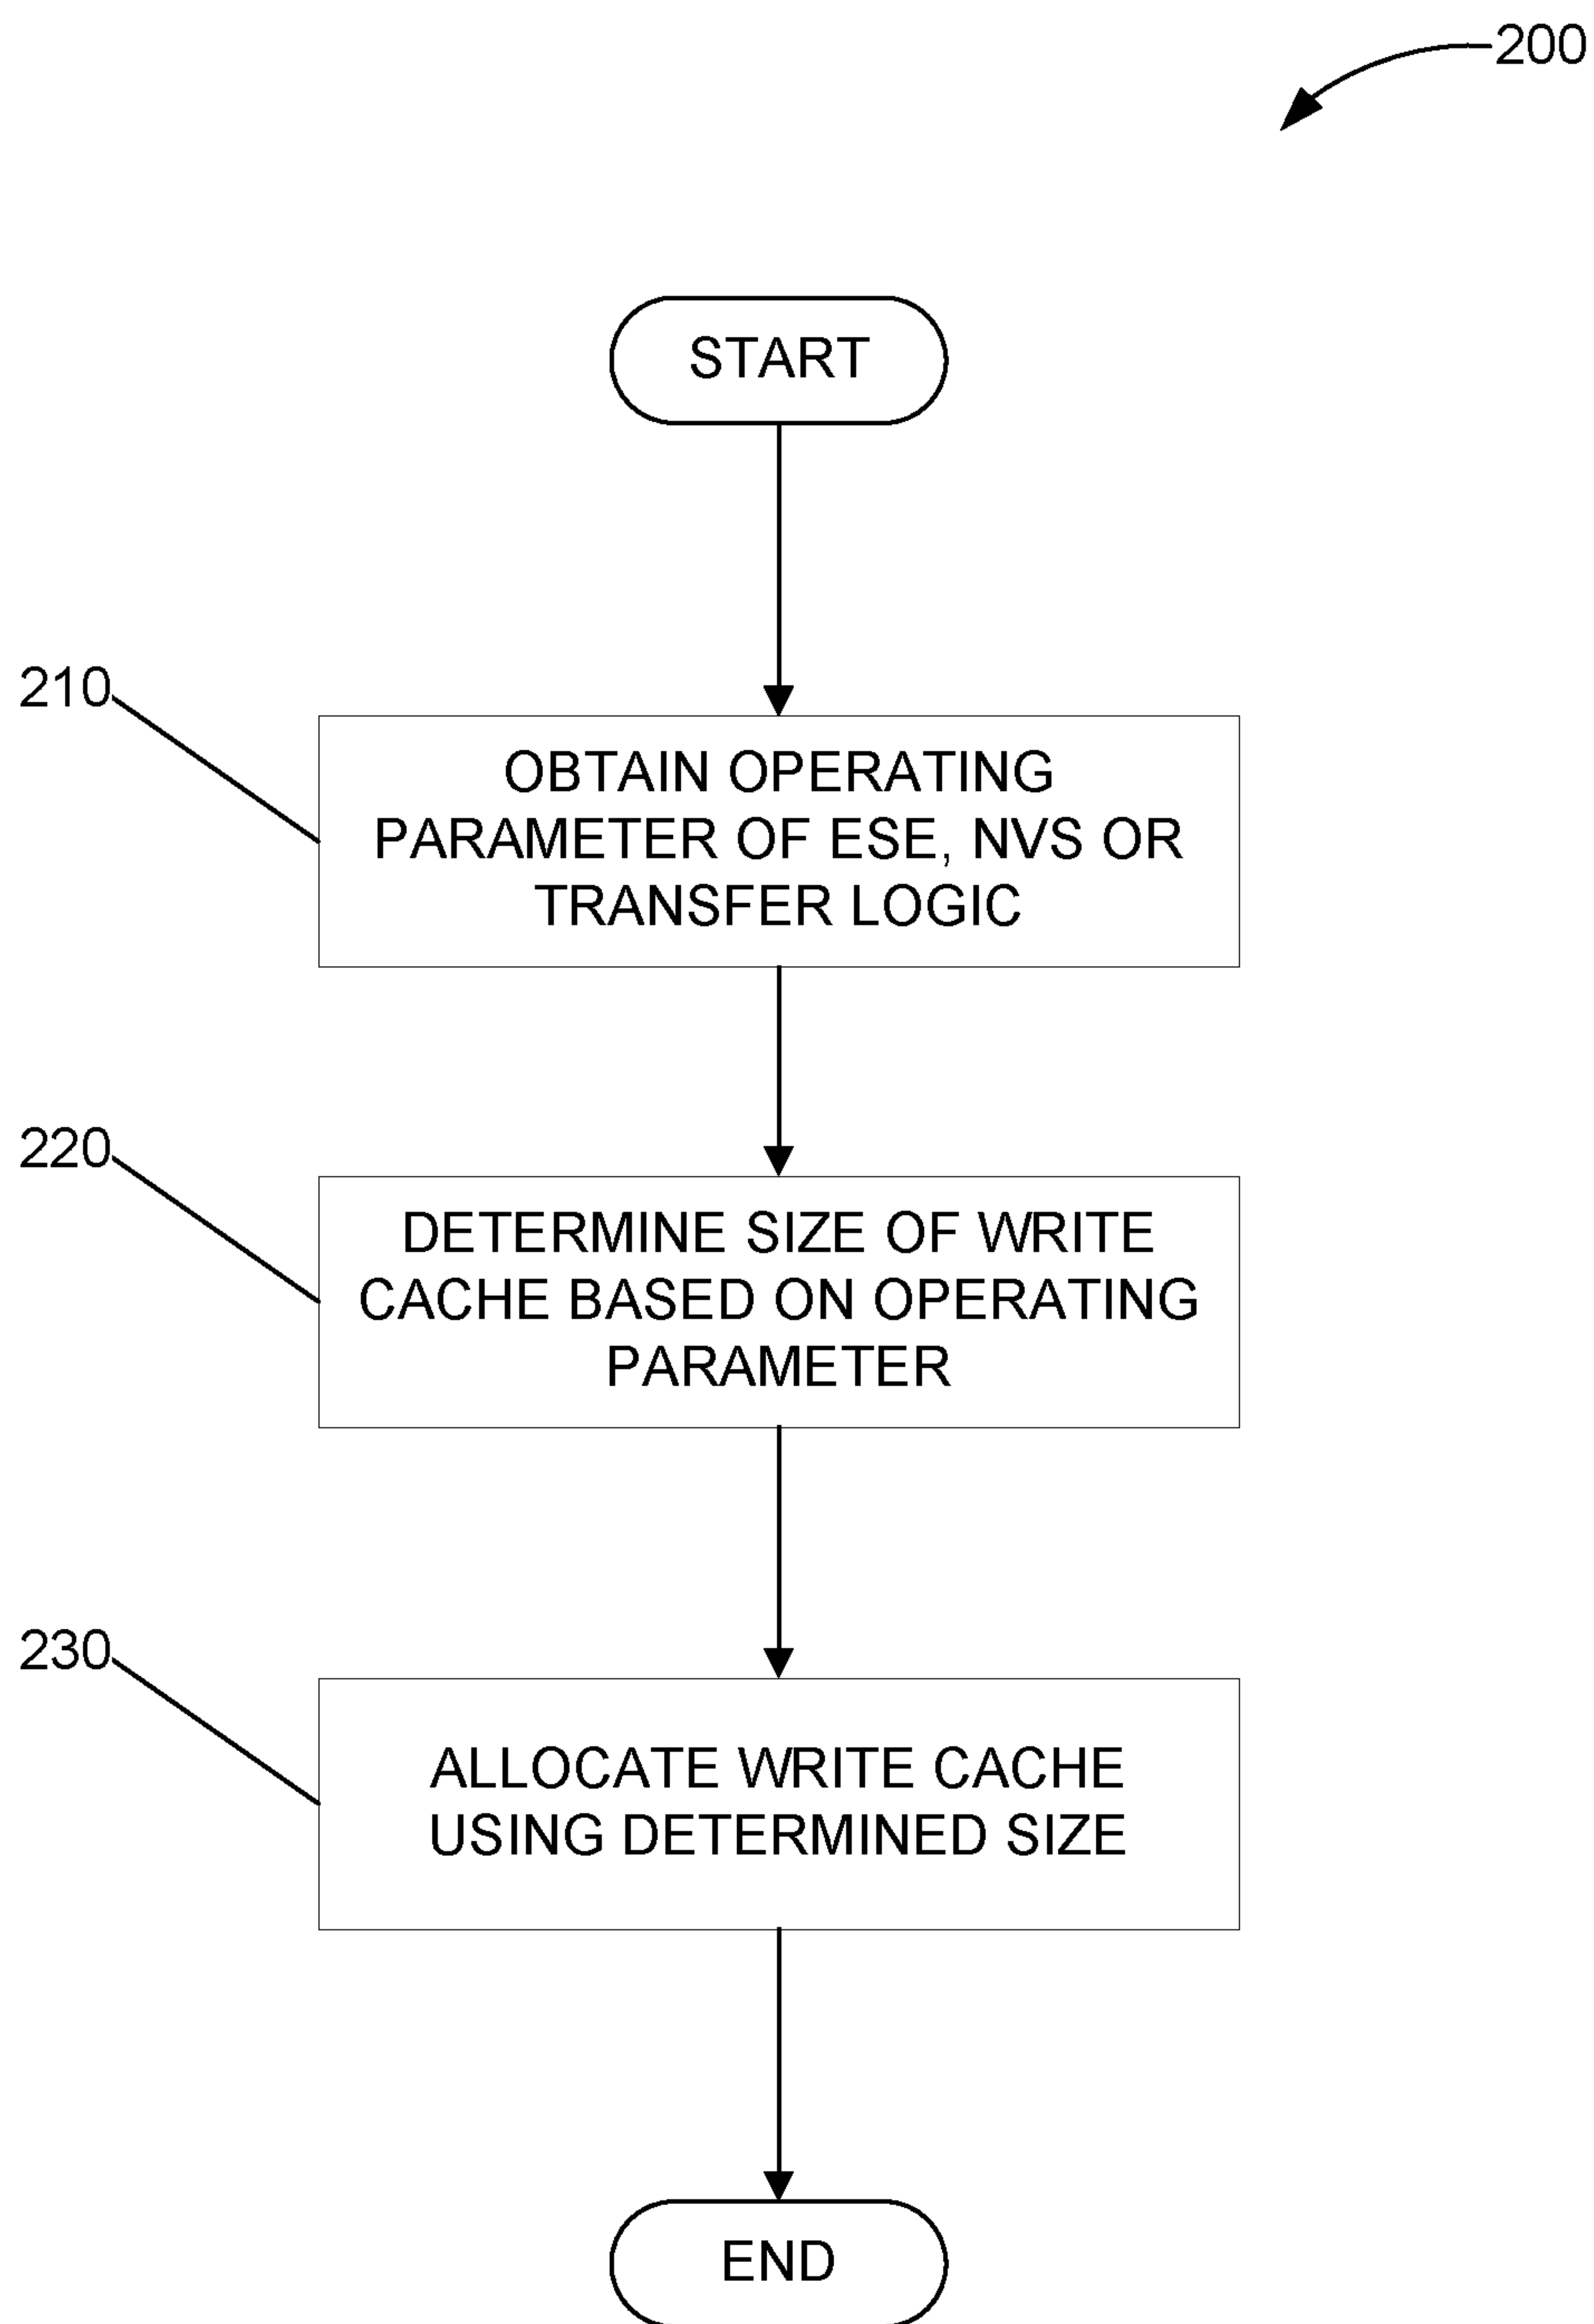 200
START
210
OBTAIN OPERATING
PARAMETER OF ESE, NVS OR
TRANSFER LOGIC
220
DETERMINE SIZE OF WRITE
CACHE BASED ON OPERATING
PARAMETER
230
ALLOCATE WRITE CACHE
USING DETERMINED SIZE
END